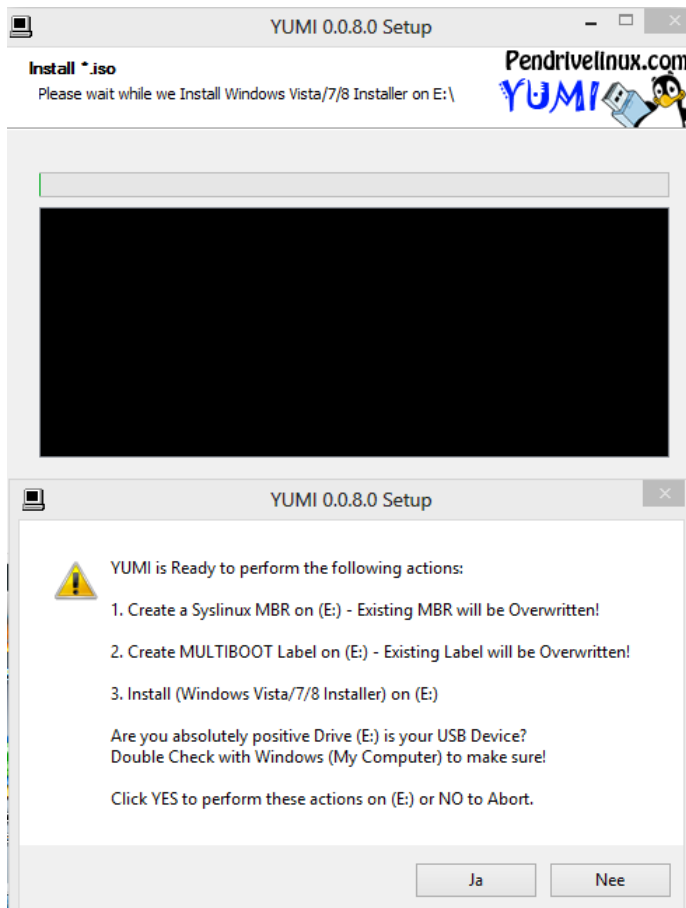 YUMI 0.0.8.0 Setup
Install *.iso
Please wait while we Install Windows Vista/7/8 Installer on E:\
Pendrivelinux.com
YUMI
YUMI 0.0.8.0 Setup
YUMI is Ready to perform the following actions:
1. Create a Syslinux MBR on (E:) - Existing MBR will be Overwritten!
2. Create MULTIBOOT Label on (E:) - Existing Label will be Overwritten!
3. Install (Windows Vista/7/8 Installer) on (E:)
Are you absolutely positive Drive (E:) is your USB Device?
Double Check with Windows (My Computer) to make sure!
Click YES to perform these actions on (E:) or NO to Abort.
Ja
Nee